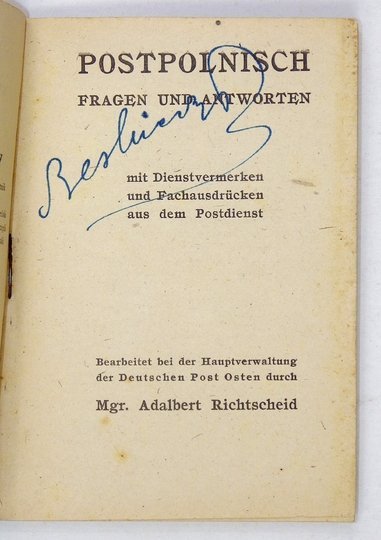 POSTPOLNISCH
FRAGEN UND ANTWORTEN
mit Dienstvermerken
und Fachausdrücken
aus dem Postdienst
Bearbeitet bei der Hauptverwaltung
der Deutschen Post Osten durch
Mgr. Adalbert Richtscheid